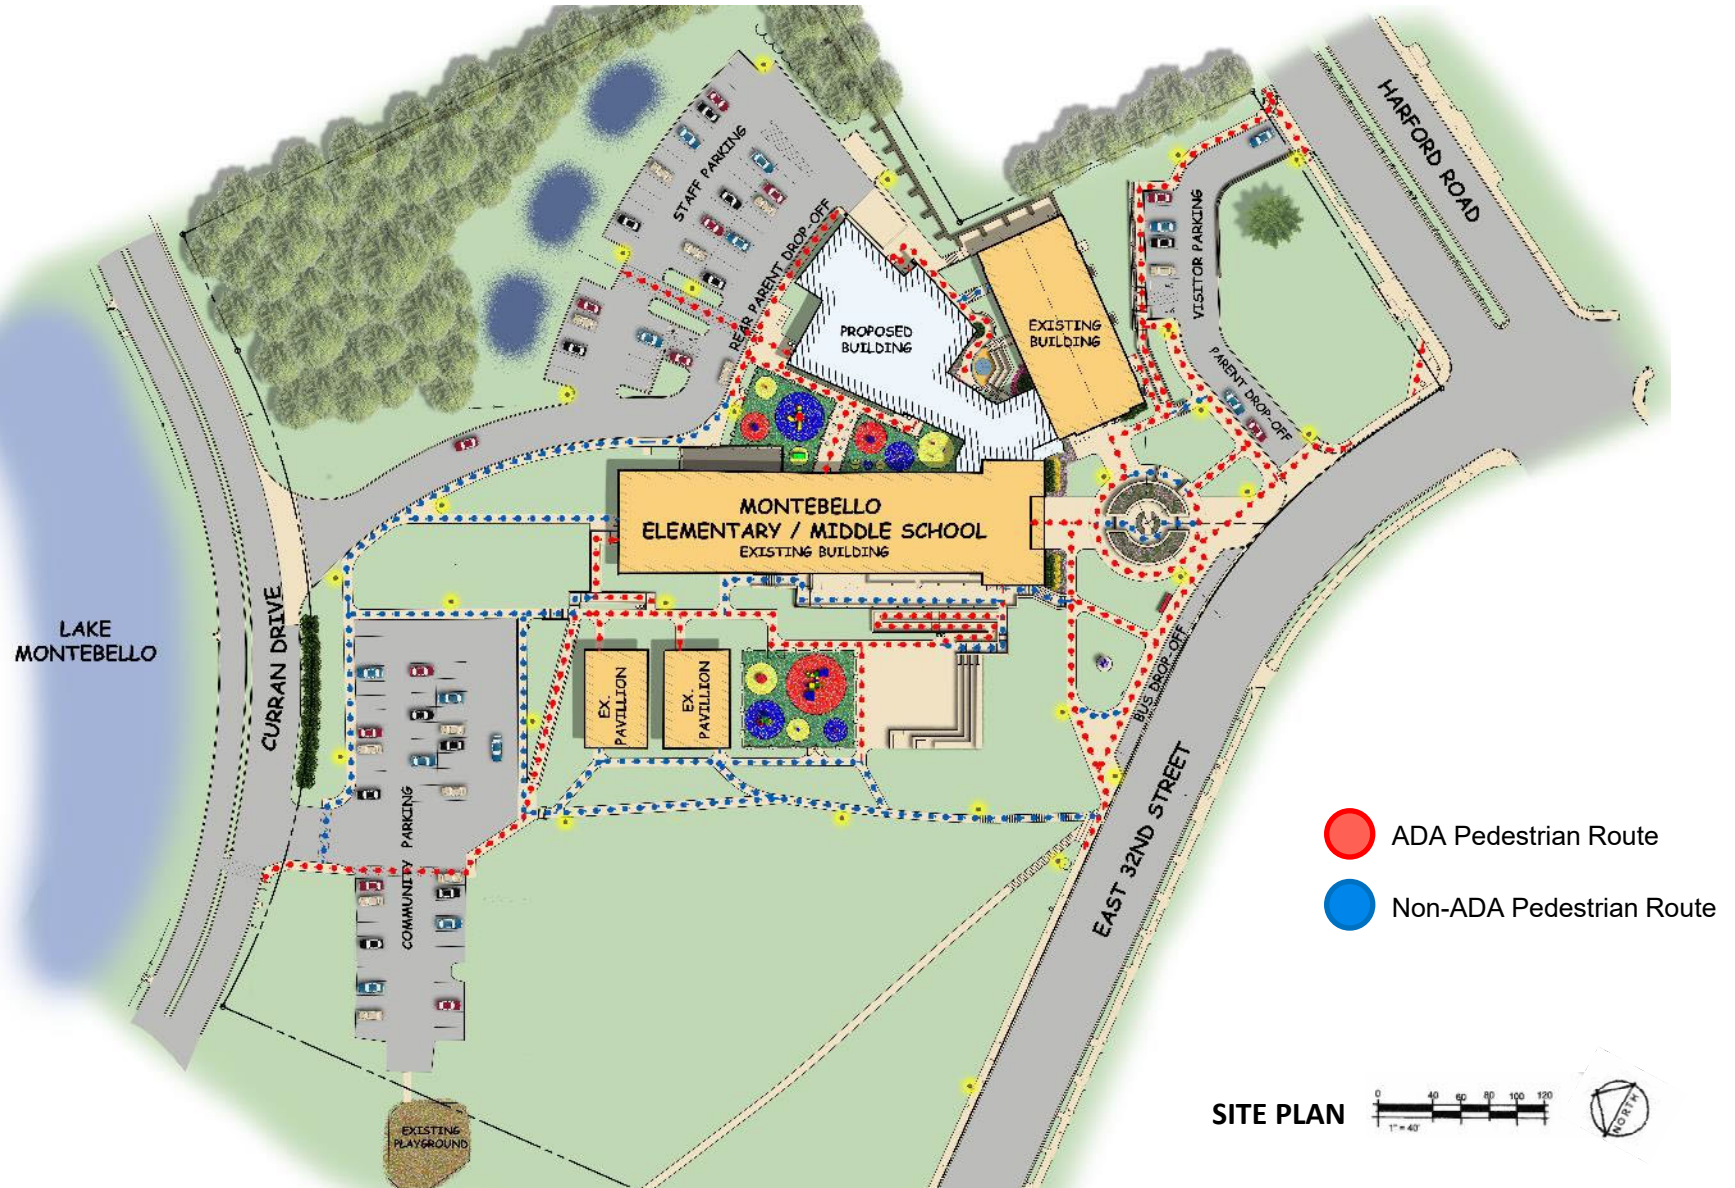 HARFORD ROAD
STAFF PARKING
REAR PARENT DROP-OFF
VISITOR PARKING
PROPOSED
BUILDING
EXISTING
BUILDING
PARENT DROP-OFF
MONTEBELLO
ELEMENTARY / MIDDLE SCHOOL
EXISTING BUILDING
LAKE
MONTEBELLO
CURRAN DRIVE
EX.
PAVILLION
EX.
PAVILLION
BUS DROP-OFF
COMMUNITY PARKING
EAST 32ND STREET
ADA Pedestrian Route
Non-ADA Pedestrian Route
EXISTING
PLAYGROUND
SITE PLAN
0 40 60 80 100 120
1" = 40'
NORTH